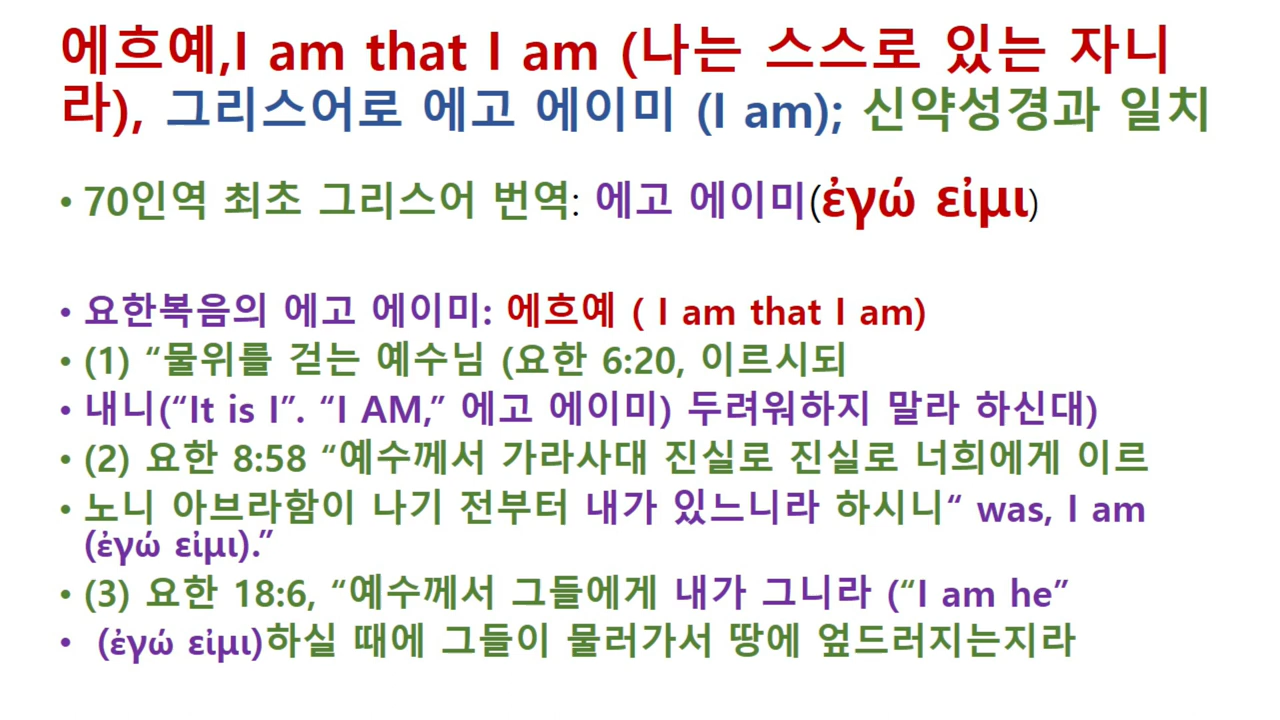 에흐예,I am that I am (나는 스스로 있는 자니
라), 그리스어로 에고 에이미 (I am); 신약성경과 일치
• 70인역 최초 그리스어 번역: 에고 에이미(ἐγώ εἰμι)
• 요한복음의 에고 에이미: 에흐예 ( I am that I am)
• (1) “물위를 걷는 예수님 (요한 6:20, 이르시되
• 내니(“It is I”. “I AM,” 에고 에이미) 두려워하지 말라 하신대)
• (2) 요한 8:58 “예수께서 가라사대 진실로 진실로 너희에게 이르
• 노니 아브라함이 나기 전부터 내가 있느니라 하시니“ was, I am
(ἐγώ εἰμι).”
• (3) 요한 18:6, “예수께서 그들에게 내가 그니라 (“I am he”
• (ἐγώ εἰμι)하실 때에 그들이 물러가서 땅에 엎드러지는지라